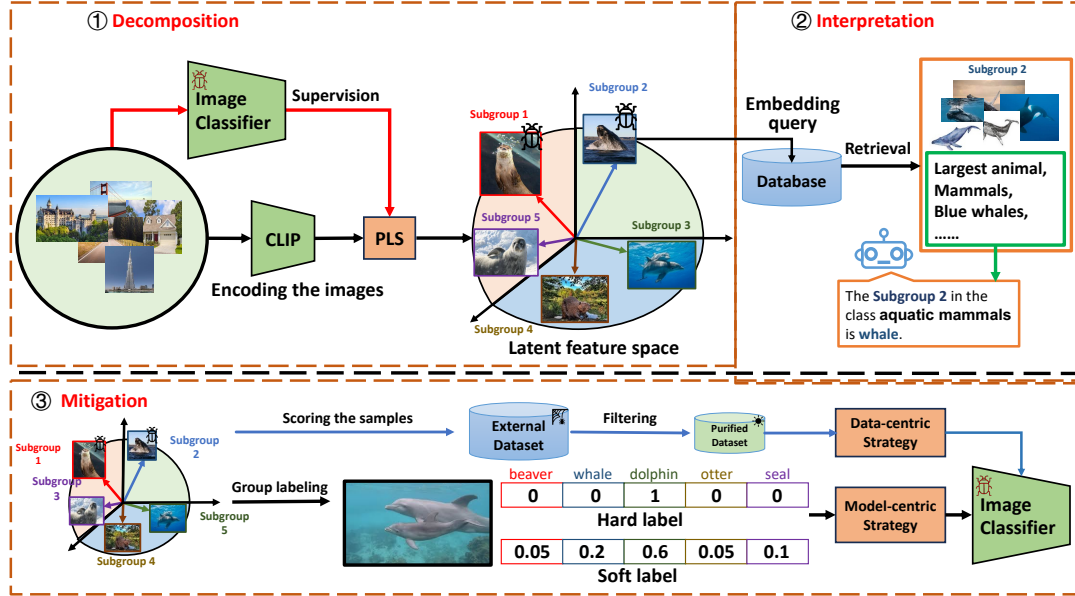 ① Decomposition
Image
Classifier
Supervision
CLIP
PLS
Encoding the images
Subgroup 1
Subgroup 2
Subgroup 5
Subgroup 3
Subgroup 4
Latent feature space
② Interpretation
Embedding
query
Database
Retrieval
Subgroup 2
Largest animal,
Mammals,
Blue whales,
......
The Subgroup 2 in the
class aquatic mammals
is whale.
③ Mitigation
Subgroup
1
Subgroup
2
Subgroup
3
Subgroup
5
Subgroup 4
Scoring the samples
External
Dataset
Filtering
Purified
Dataset
Data-centric
Strategy
Group labeling
beaver whale dolphin otter seal
0 0 1 0 0
Hard label
0.05 0.2 0.6 0.05 0.1
Soft label
Model-centric
Strategy
Image
Classifier